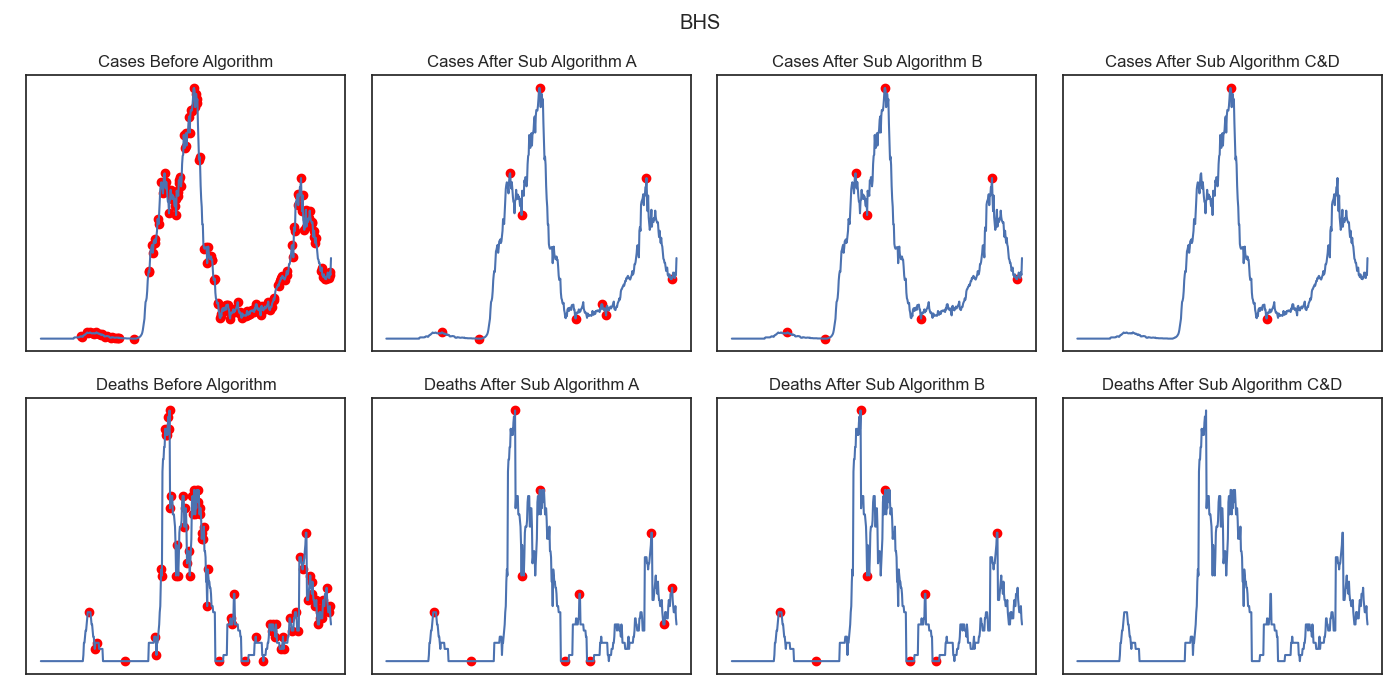 BHS
Cases Before Algorithm
Cases After Sub Algorithm A
Cases After Sub Algorithm B
Cases After Sub Algorithm C&D
Deaths Before Algorithm
Deaths After Sub Algorithm A
Deaths After Sub Algorithm B
Deaths After Sub Algorithm C&D